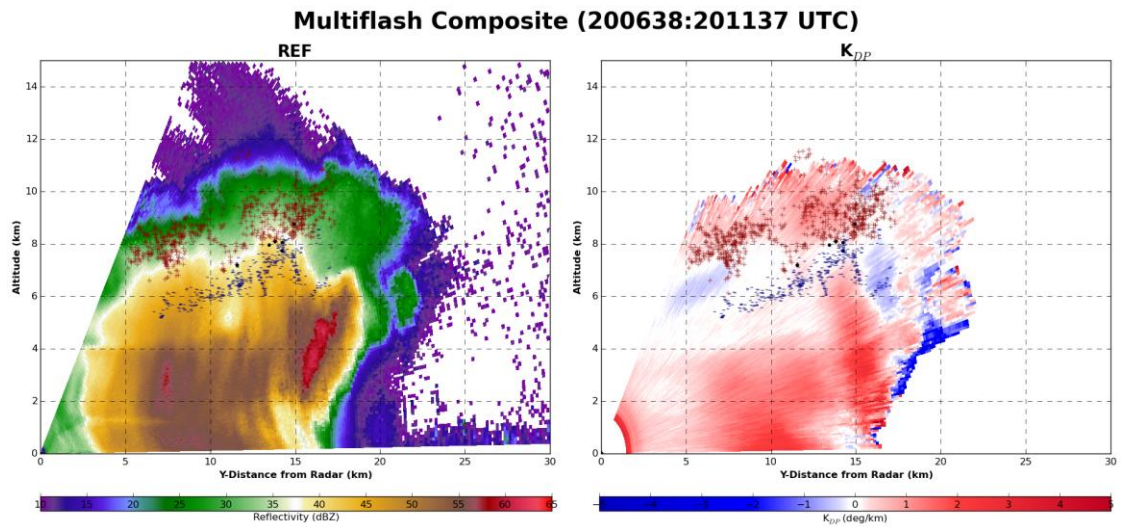 Multiflash Composite (200638:201137 UTC)
REF
K_DP
14
12
10
8
6
4
2
0
Altitude (km)
0 5 10 15 20 25 30
Y-Distance from Radar (km)
14
12
10
8
6
4
2
0
Altitude (km)
0 5 10 15 20 25 30
Y-Distance from Radar (km)
10 15 20 25 30 35 40 45 50 55 60 65
Reflectivity (dBZ)
−2 −1 0 1 2 3 4 5
K_DP (deg/km)